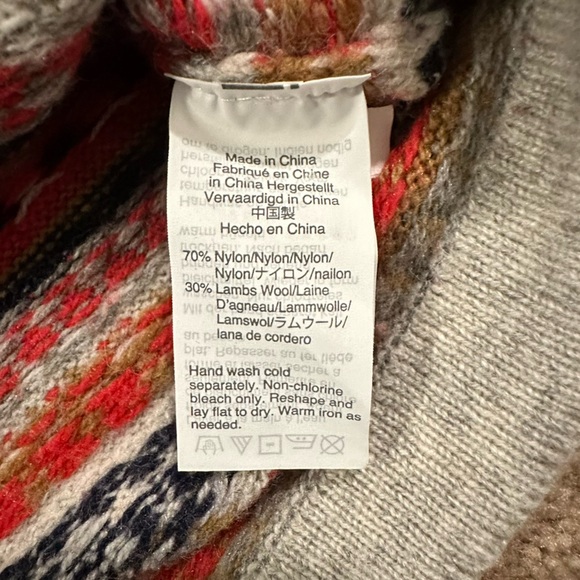 Made in China
Fabriqué en Chine
in China Hergestellt
Vervaardigd in China
中国製
Hecho en China
70% Nylon/Nylon/Nylon/
Nylon/ナイロン/nailon
30% Lambs Wool/Laine
D'agneau/Lammwolle/
Lamswol/ラムウール/
lana de cordero
Hand wash cold
separately. Non-chlorine
bleach only. Reshape and
lay flat to dry. Warm iron as
needed.